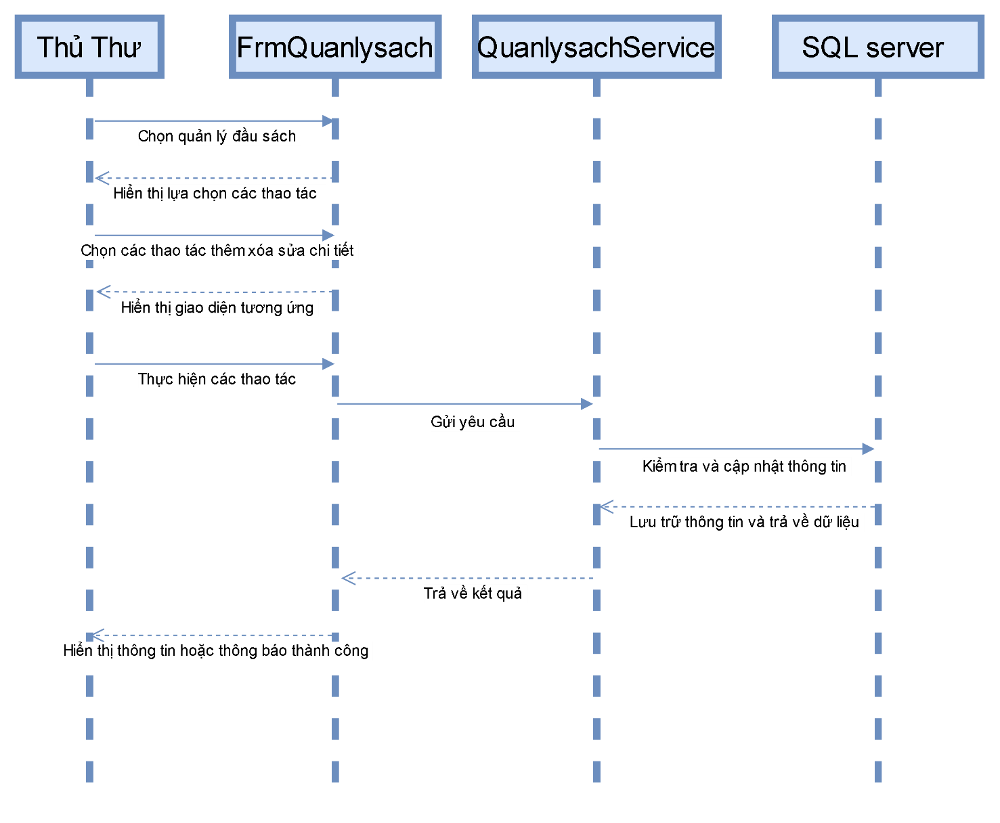 Thủ Thư
FrmQuanlysach
QuanlysachService
SQL server
Chọn quản lý đầu sách
Hiển thị lựa chọn các thao tác
Chọn các thao tác thêm xóa sửa chi tiết
Hiển thị giao diện tương ứng
Thực hiện các thao tác
Gửi yêu cầu
Kiểm tra và cập nhật thông tin
Lưu trữ thông tin và trả về dữ liệu
Trả về kết quả
Hiển thị thông tin hoặc thông báo thành công